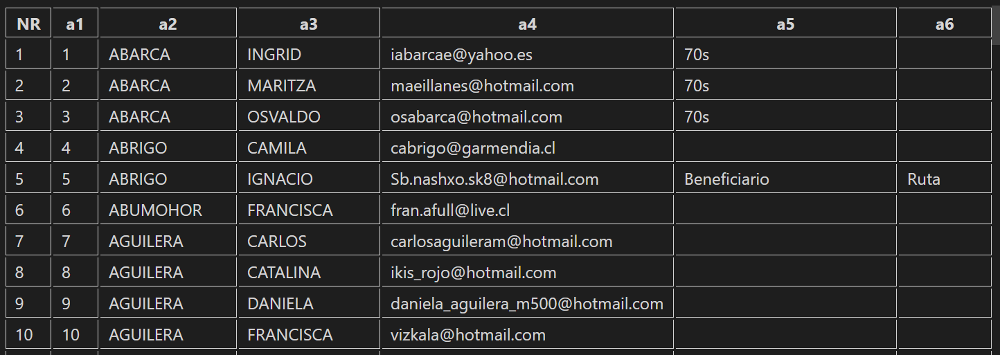 NR a1 a2 a3 a4 a5 a6
1 1 ABARCA INGRID iabarcae@yahoo.es 70s
2 2 ABARCA MARITZA maeillanes@hotmail.com 70s
3 3 ABARCA OSVALDO osabarca@hotmail.com 70s
4 4 ABRIGO CAMILA cabrigo@garmendia.cl
5 5 ABRIGO IGNACIO Sb.nashxo.sk8@hotmail.com Beneficiario Ruta
6 6 ABUMOHOR FRANCISCA fran.afull@live.cl
7 7 AGUILERA CARLOS carlosaguileram@hotmail.com
8 8 AGUILERA CATALINA ikis_rojo@hotmail.com
9 9 AGUILERA DANIELA daniela_aguilera_m500@hotmail.com
10 10 AGUILERA FRANCISCA vizkala@hotmail.com